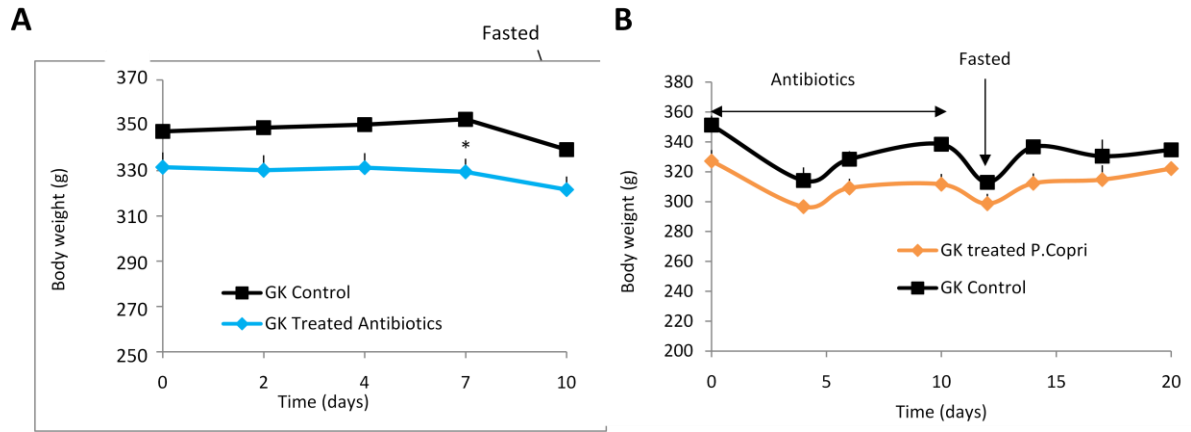 A
Fasted
370
350
330
310
290
270
250
Body weight (g)
*
GK Control
GK Treated Antibiotics
0 2 4 7 10
Time (days)
B
Fasted
Antibiotics
380
360
340
320
300
280
260
240
220
200
Body weight (g)
GK treated P.Copri
GK Control
0 5 10 15 20
Time (days)